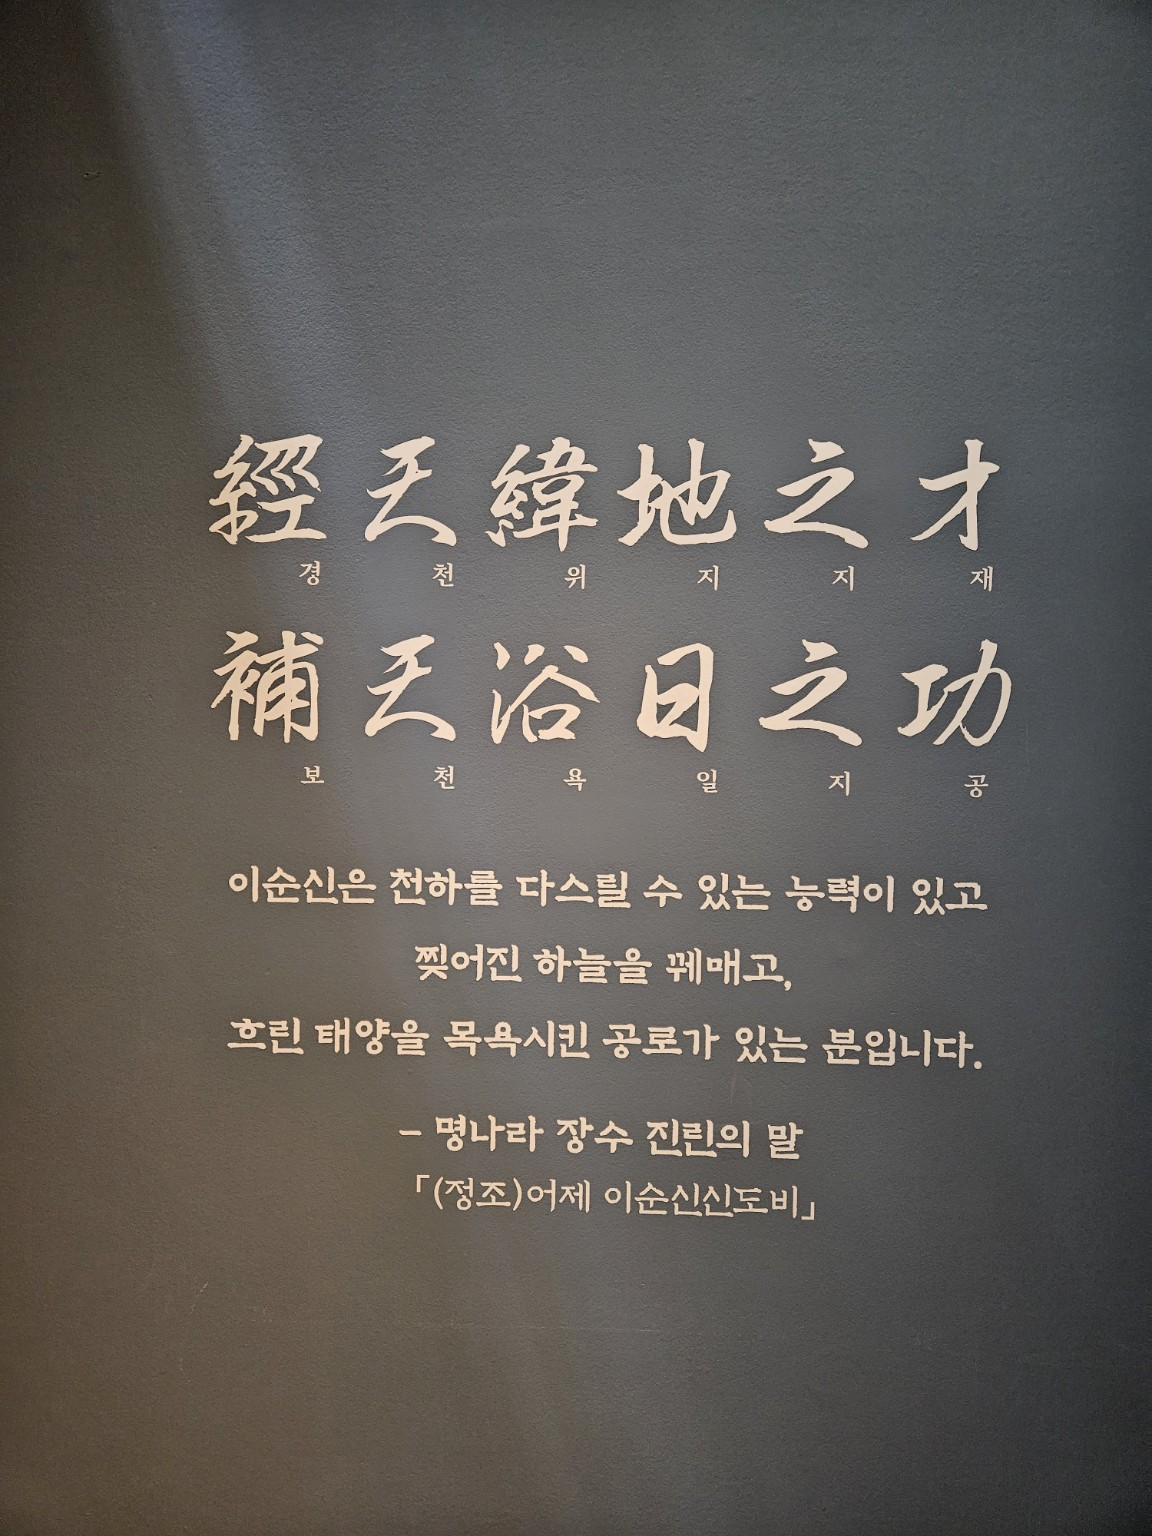 經天緯地之才
경천위지지재
補天浴日之功
보천욕일지공
이순신은 천하를 다스릴 수 있는 능력이 있고
찢어진 하늘을 꿰매고,
흐린 태양을 목욕시킨 공로가 있는 분입니다.
- 명나라 장수 진린의 말
「(정조)어제 이순신신도비」